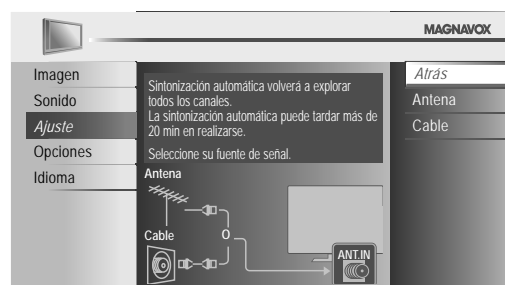 MAGNAVOX
Imagen
Sonido
Ajuste
Opciones
Idioma
Sintonización automática volverá a explorar
todos los canales.
La sintonización automática puede tardar más de
20 min en realizarse.
Seleccione su fuente de señal.
Antena
Cable
O
ANT.IN
Atrás
Antena
Cable